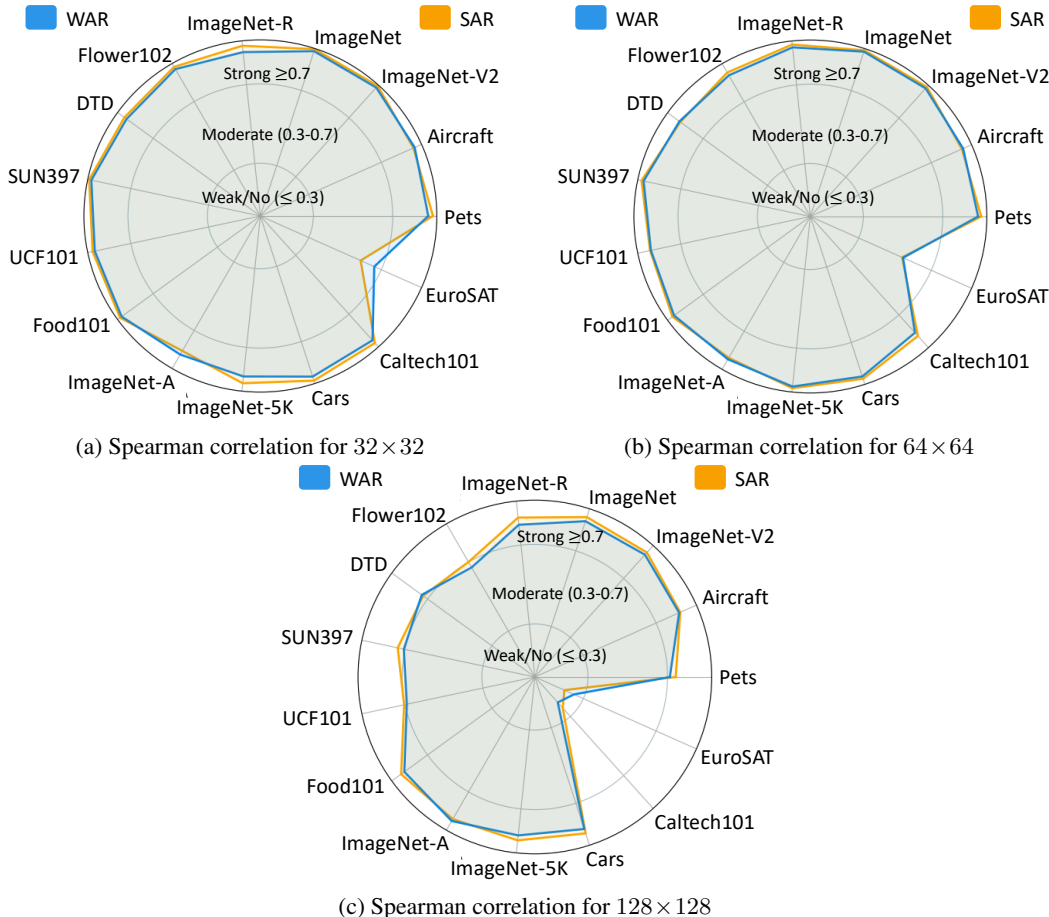 WAR
SAR
ImageNet-R
ImageNet
ImageNet-V2
Aircraft
Pets
EuroSAT
Caltech101
Cars
ImageNet-5K
ImageNet-A
Food101
UCF101
SUN397
DTD
Flower102
Strong ≥0.7
Moderate (0.3-0.7)
Weak/No (≤ 0.3)
(a) Spearman correlation for 32×32
WAR
SAR
ImageNet-R
ImageNet
ImageNet-V2
Aircraft
Pets
EuroSAT
Caltech101
Cars
ImageNet-5K
ImageNet-A
Food101
UCF101
SUN397
DTD
Flower102
Strong ≥0.7
Moderate (0.3-0.7)
Weak/No (≤ 0.3)
(b) Spearman correlation for 64×64
WAR
SAR
ImageNet-R
ImageNet
ImageNet-V2
Aircraft
Pets
EuroSAT
Caltech101
Cars
ImageNet-5K
ImageNet-A
Food101
UCF101
SUN397
DTD
Flower102
Strong ≥0.7
Moderate (0.3-0.7)
Weak/No (≤ 0.3)
(c) Spearman correlation for 128×128